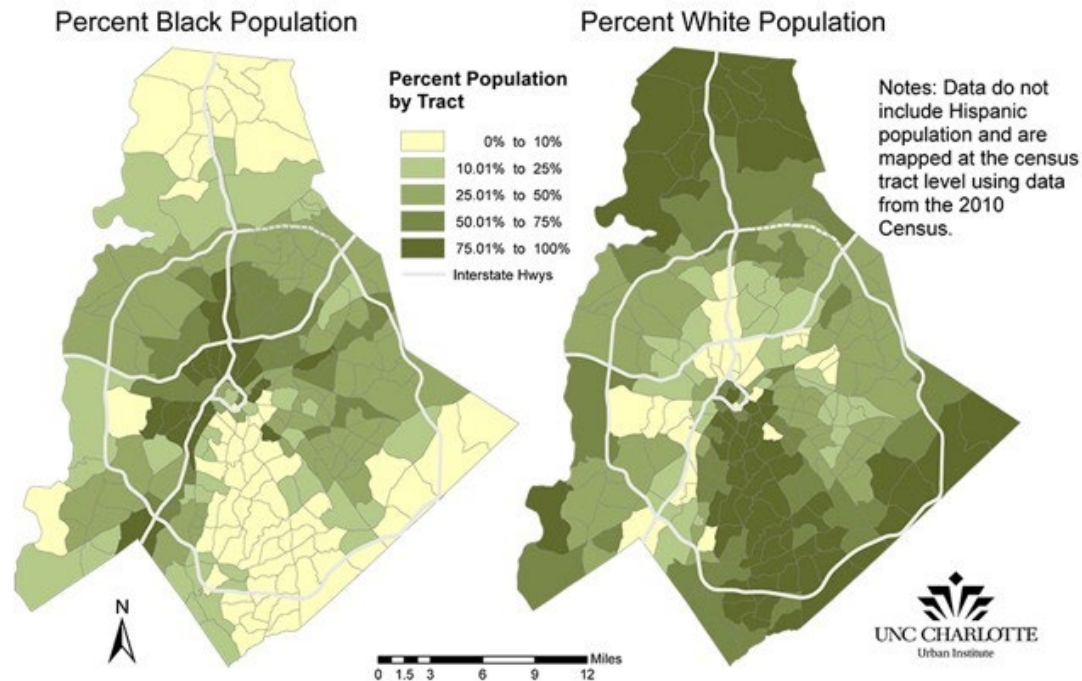 Percent Black Population
Percent White Population
Percent Population
by Tract
0% to 10%
10.01% to 25%
25.01% to 50%
50.01% to 75%
75.01% to 100%
Interstate Hwys
Notes: Data do not
include Hispanic
population and are
mapped at the census
tract level using data
from the 2010
Census.
N
Miles
0 1.5 3 6 9 12
UNC CHARLOTTE
Urban Institute